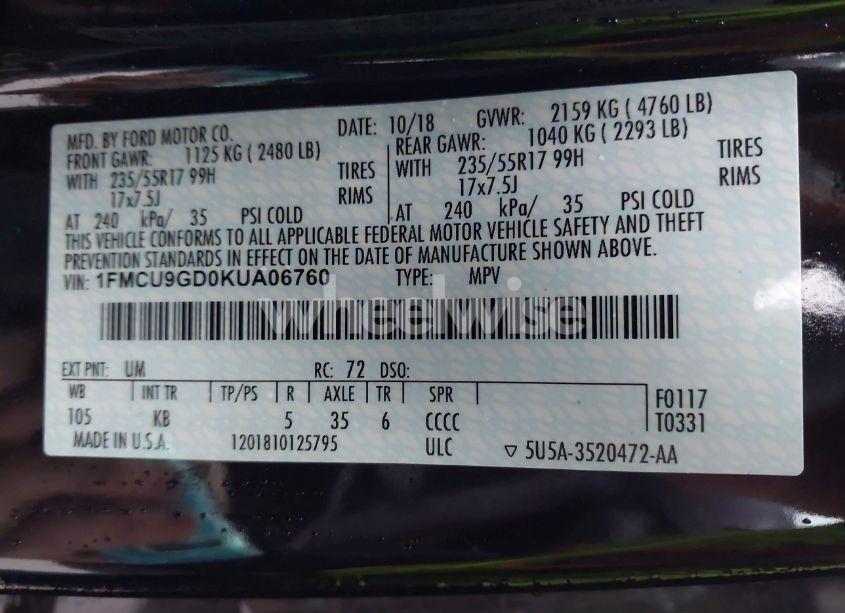 MFD. BY FORD MOTOR CO. DATE: 10/18 GVWR: 2159 KG ( 4760 LB)
FRONT GAWR: 1125 KG ( 2480 LB) REAR GAWR: 1040 KG ( 2293 LB)
WITH 235/55R17 99H TIRES WITH 235/55R17 99H TIRES
17x7.5J RIMS 17x7.5J RIMS
AT 240 kPa/ 35 PSI COLD AT 240 kPa/ 35 PSI COLD
THIS VEHICLE CONFORMS TO ALL APPLICABLE FEDERAL MOTOR VEHICLE SAFETY AND THEFT
PREVENTION STANDARDS IN EFFECT ON THE DATE OF MANUFACTURE SHOWN ABOVE.
VIN: 1FMCU9GD0KUA06760 TYPE: MPV
wheelwise
EXT PNT: UM RC: 72 DSO:
WB INT TR TP/PS R AXLE TR SPR F0117
105 KB 5 35 6 CCCC T0331
MADE IN U.S.A. 1201810125795 ULC ▽ 5U5A-3520472-AA